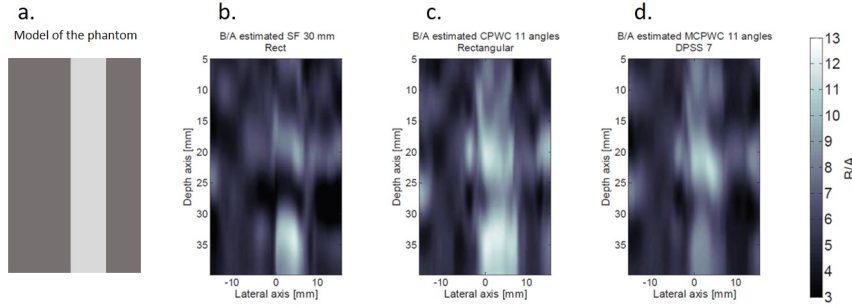 a.
Model of the phantom
b.
B/A estimated SF 30 mm
Rect
5
10
15
20
25
30
35
Depth axis [mm]
-10 0 10
Lateral axis [mm]
c.
B/A estimated CPWC 11 angles
Rectangular
5
10
15
20
25
30
35
Depth axis [mm]
-10 0 10
Lateral axis [mm]
d.
B/A estimated MCPWC 11 angles
DPSS 7
5
10
15
20
25
30
35
Depth axis [mm]
-10 0 10
Lateral axis [mm]
13
12
11
10
9
8
7
6
5
4
3
B/A